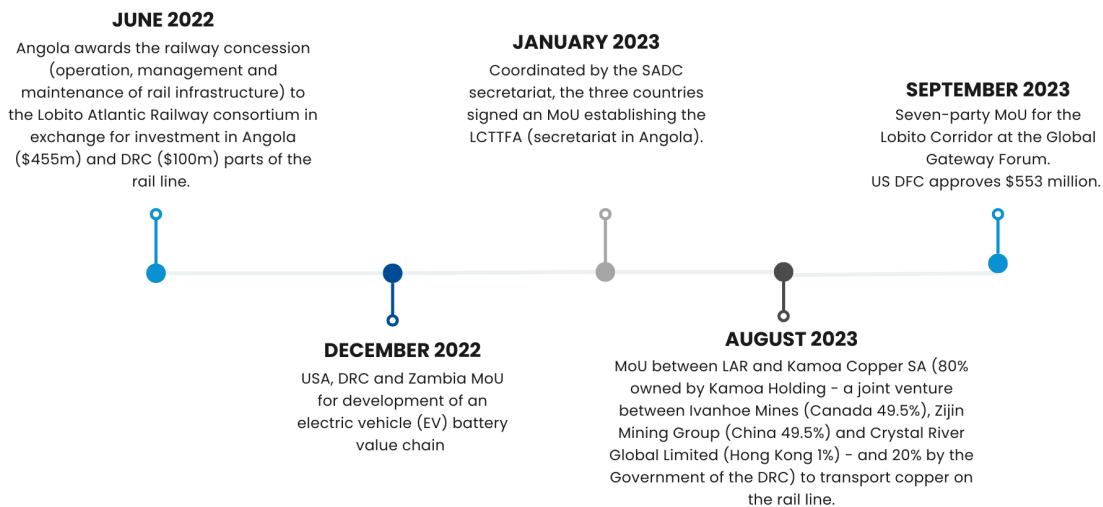 JUNE 2022
Angola awards the railway concession
(operation, management and
maintenance of rail infrastructure) to
the Lobito Atlantic Railway consortium in
exchange for investment in Angola
($455m) and DRC ($100m) parts of the
rail line.
DECEMBER 2022
USA, DRC and Zambia MoU
for development of an
electric vehicle (EV) battery
value chain
JANUARY 2023
Coordinated by the SADC
secretariat, the three countries
signed an MoU establishing the
LCTTFA (secretariat in Angola).
AUGUST 2023
MoU between LAR and Kamoa Copper SA (80%
owned by Kamoa Holding - a joint venture
between Ivanhoe Mines (Canada 49.5%), Zijin
Mining Group (China 49.5%) and Crystal River
Global Limited (Hong Kong 1%) - and 20% by the
Government of the DRC) to transport copper on
the rail line.
SEPTEMBER 2023
Seven-party MoU for the
Lobito Corridor at the Global
Gateway Forum.
US DFC approves $553 million.